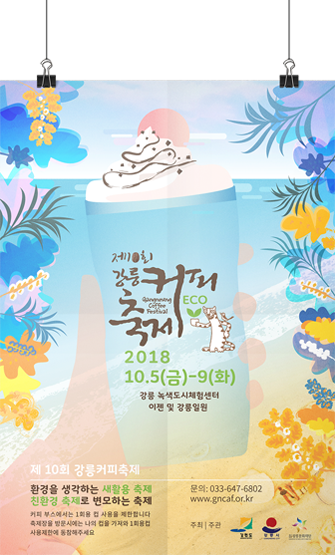 제10회
강릉
커피
Gangneung
Coffee
Festival
축제
ECO
2018
10.5(금)-9(화)
강릉 녹색도시체험센터
이젠 및 강릉일원
제 10회 강릉커피축제
환경을 생각하는 새활용 축제
친환경 축제로 변모하는 축제
커피 부스에서는 1회용 컵 사용을 제한합니다
축제장을 방문시에는 나의 컵을 가져와 1회용컵
사용제한에 동참해주세요
문의: 033-647-6802
www.gncaf.or.kr
주최 | 주관
강릉시